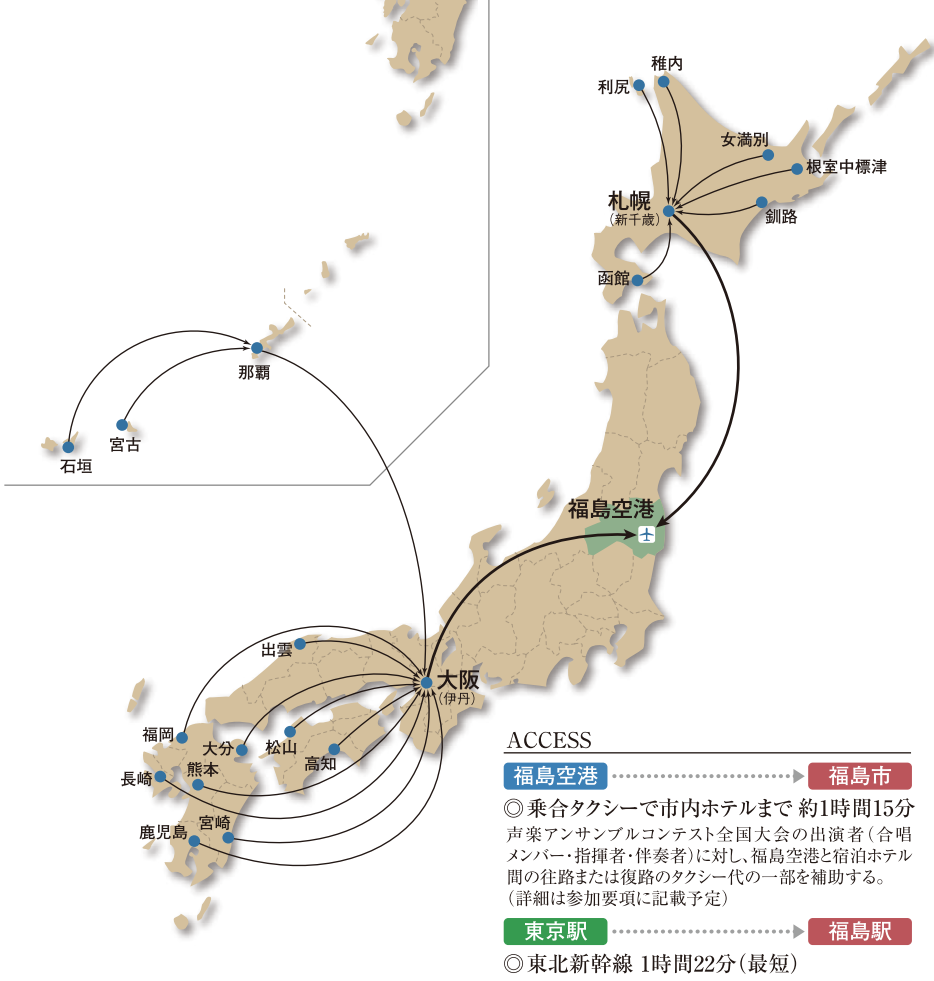 稚内
利尻
女満別
根室中標津
札幌
（新千歳）
釧路
函館
那覇
宮古
石垣
福島空港
出雲
大阪
（伊丹）
福岡
大分
松山
高知
熊本
長崎
宮崎
鹿児島
ACCESS
福島空港 福島市
◎乗合タクシーで市内ホテルまで 約1時間15分
声楽アンサンブルコンテスト全国大会の出演者（合唱
メンバー・指揮者・伴奏者）に対し、福島空港と宿泊ホテル
間の往路または復路のタクシー代の一部を補助する。
（詳細は参加要項に記載予定）
東京駅 福島駅
◎東北新幹線 1時間22分（最短）